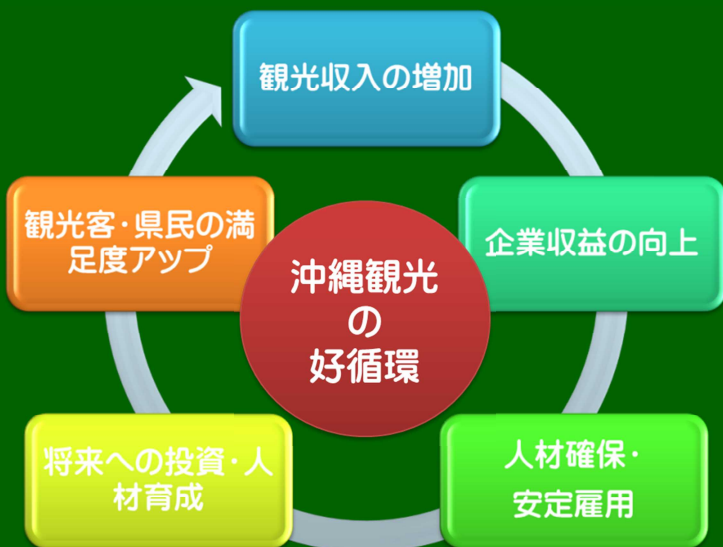 観光収入の増加
観光客・県民の満
足度アップ
企業収益の向上
沖縄観光
の
好循環
将来への投資・人
材育成
人材確保・
安定雇用